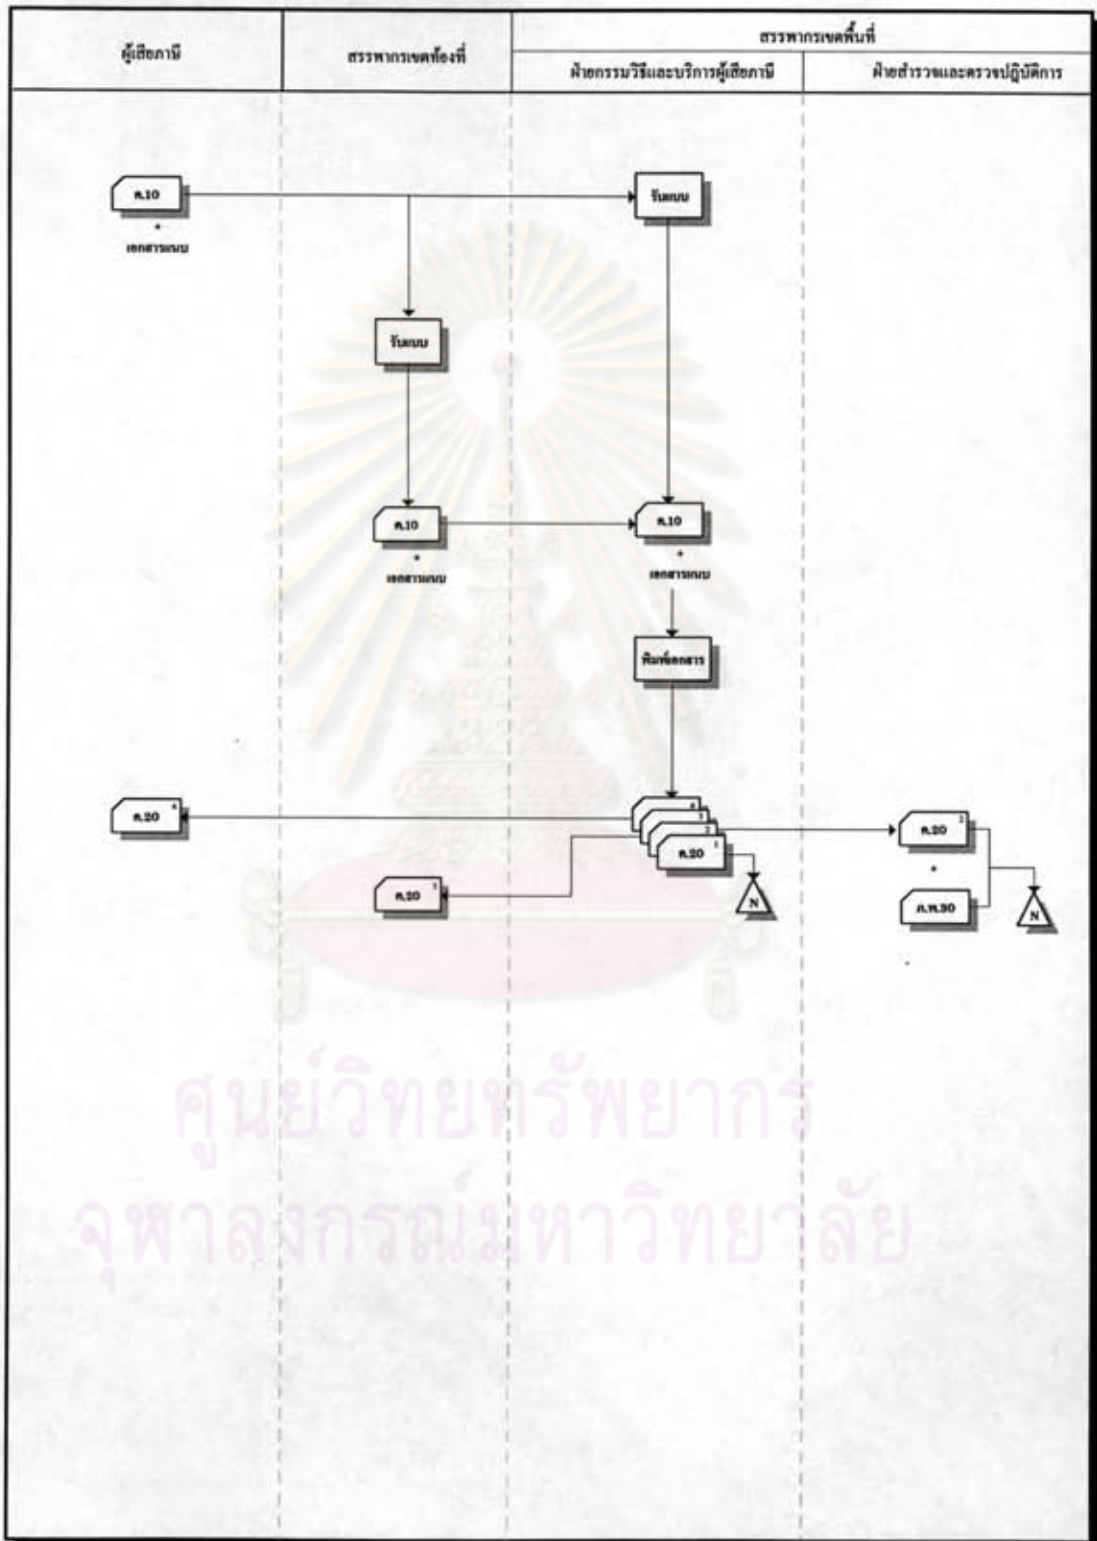 สรรพากรเขตพื้นที่
ผู้เสียภาษี
สรรพากรเขตท้องที่
ฝ่ายกรรมวิธีและบริการผู้เสียภาษี
ฝ่ายสำรวจและตรวจปฏิบัติการ
ค.10
รับแบบ
+
เอกสารแนบ
รับแบบ
ค.10
ค.10
+
+
เอกสารแนบ
เอกสารแนบ
พิมพ์เอกสาร
ค.20 4
4
3
2
ค.20 1
ค.20 2
+
ค.20
N
ภ.พ.30
N
ศูนย์วิทยทรัพยากร
จุฬาลงกรณ์มหาวิทยาลัย